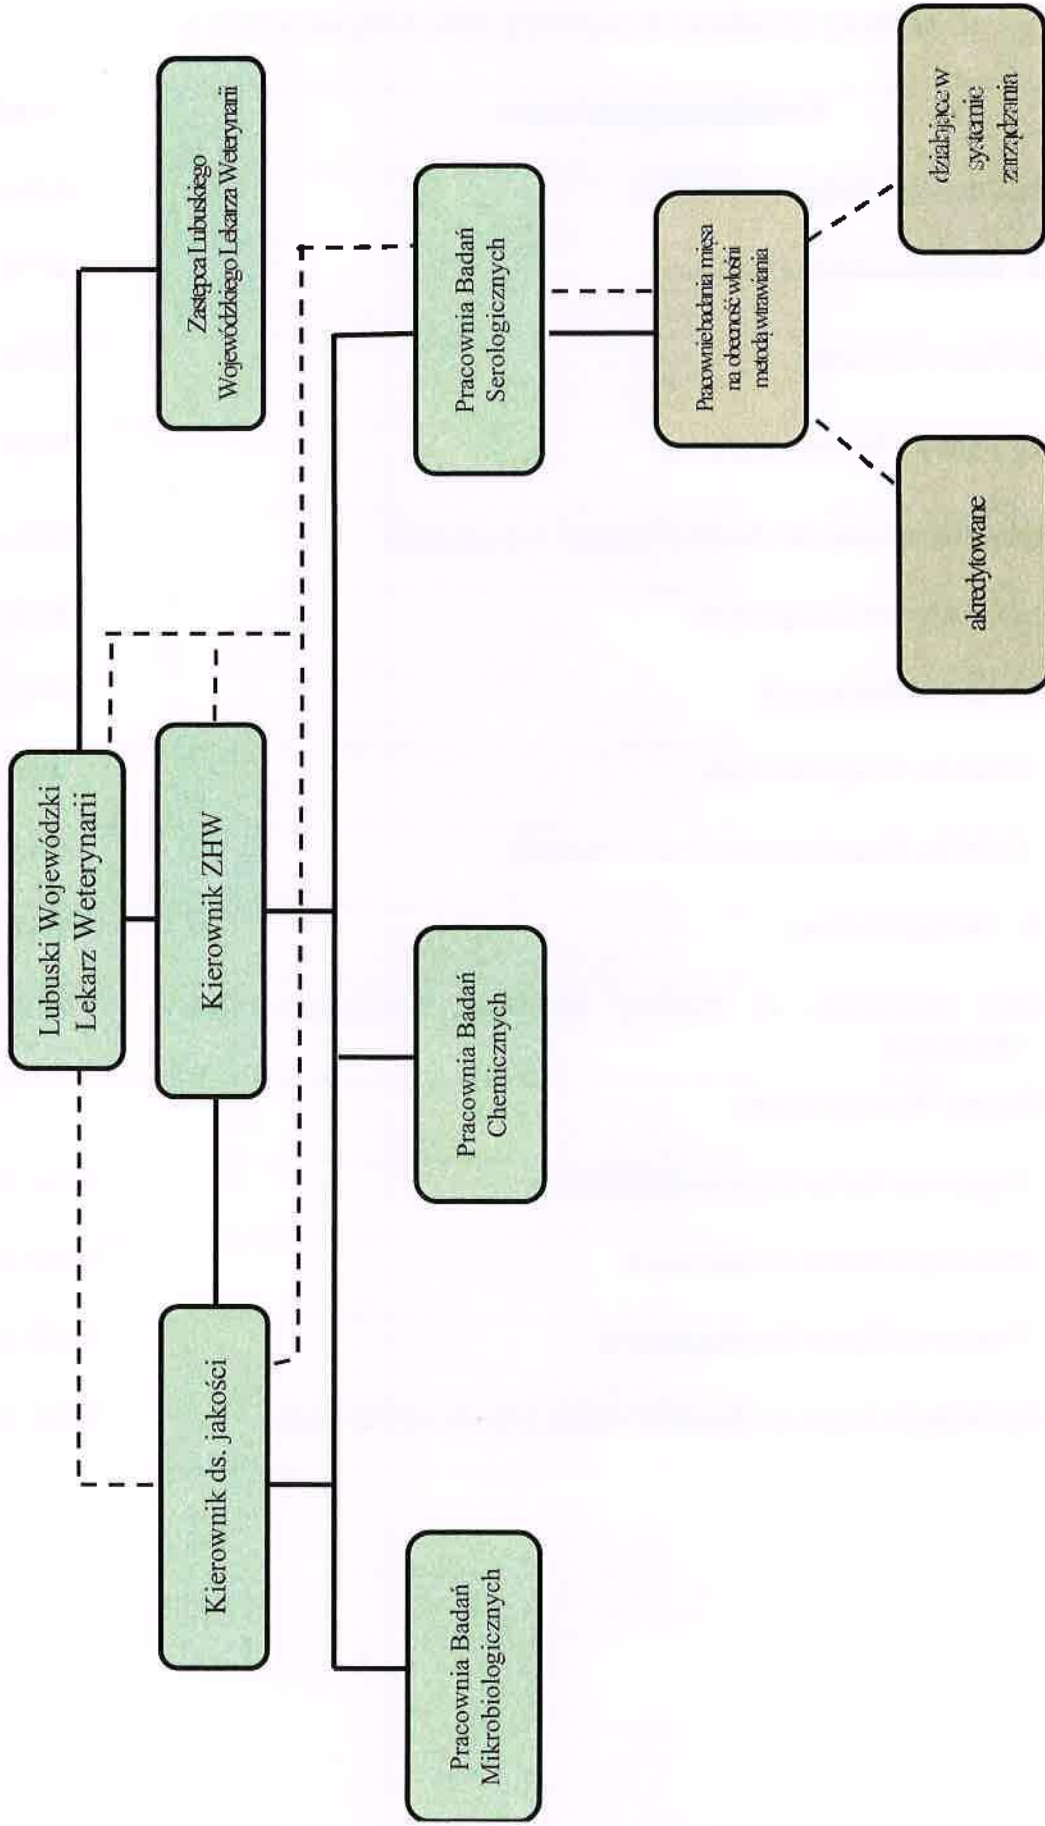 Lubuski Wojewódzki
Lekarz Weterynarii
Kierownik ds. jakości
Kierownik ZHW
Zastępca Lubuskiego
Wojewódzkiego Lekarza Weterynarii
Pracownia Badań
Mikrobiologicznych
Pracownia Badań
Chemicznych
Pracownia Badań
Serologicznych
Pracownie badania mięsa
na obecność włośni
metodą wtrawiania
akredytowane
działające w
systemie
zarządzania